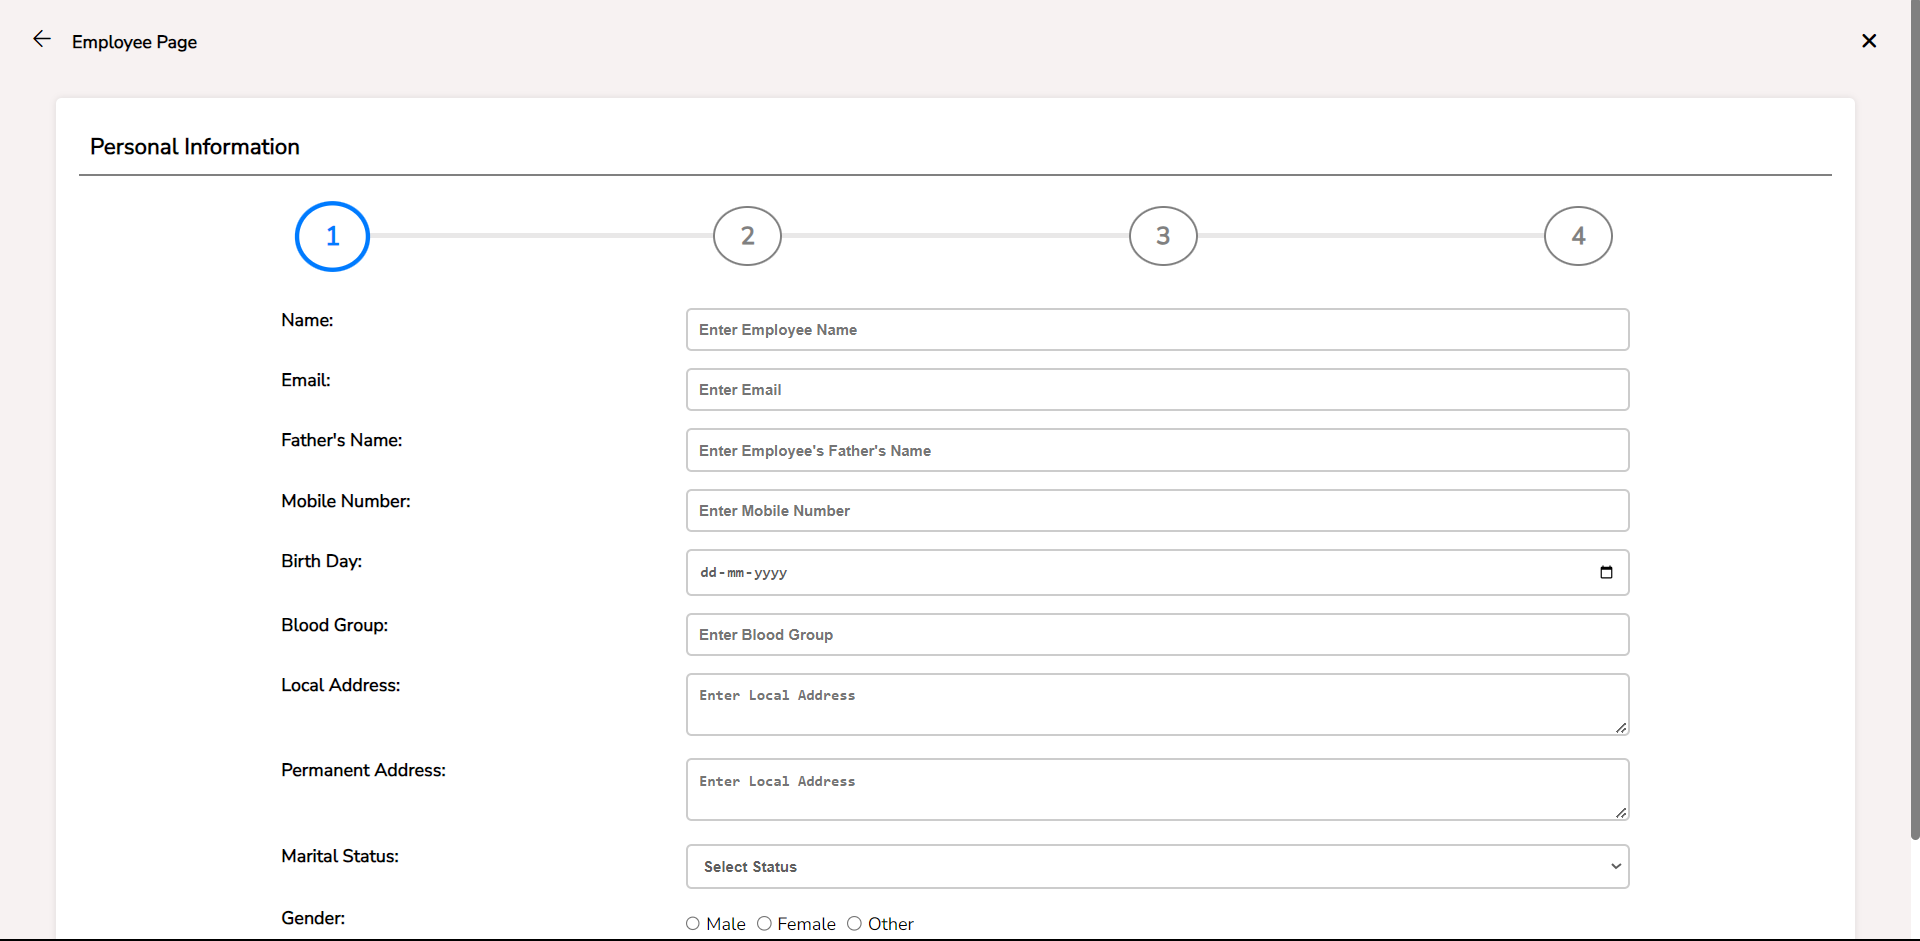 Employee Page
Personal Information
1 2 3 4
Name: Enter Employee Name
Email: Enter Email
Father's Name: Enter Employee's Father's Name
Mobile Number: Enter Mobile Number
Birth Day: dd-mm-yyyy
Blood Group: Enter Blood Group
Local Address: Enter Local Address
Permanent Address: Enter Local Address
Marital Status: Select Status
Gender: Male Female Other